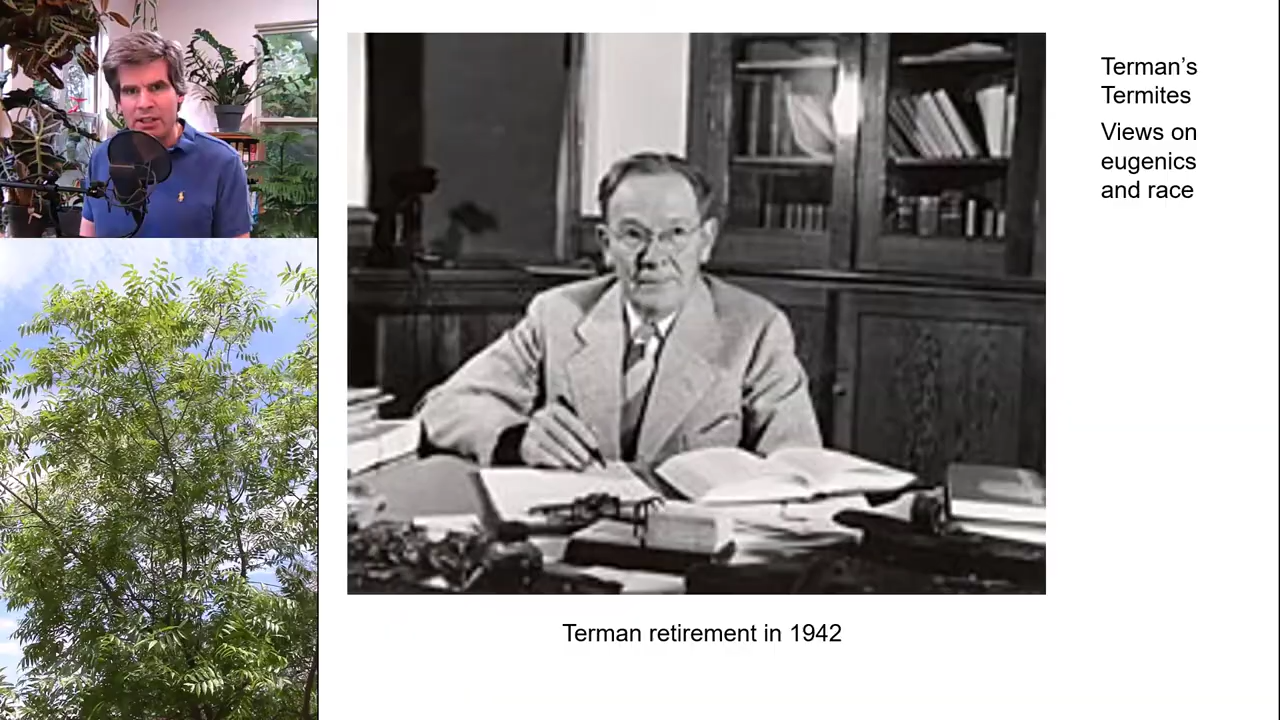 Terman’s
Termites
Views on
eugenics
and race
Terman retirement in 1942